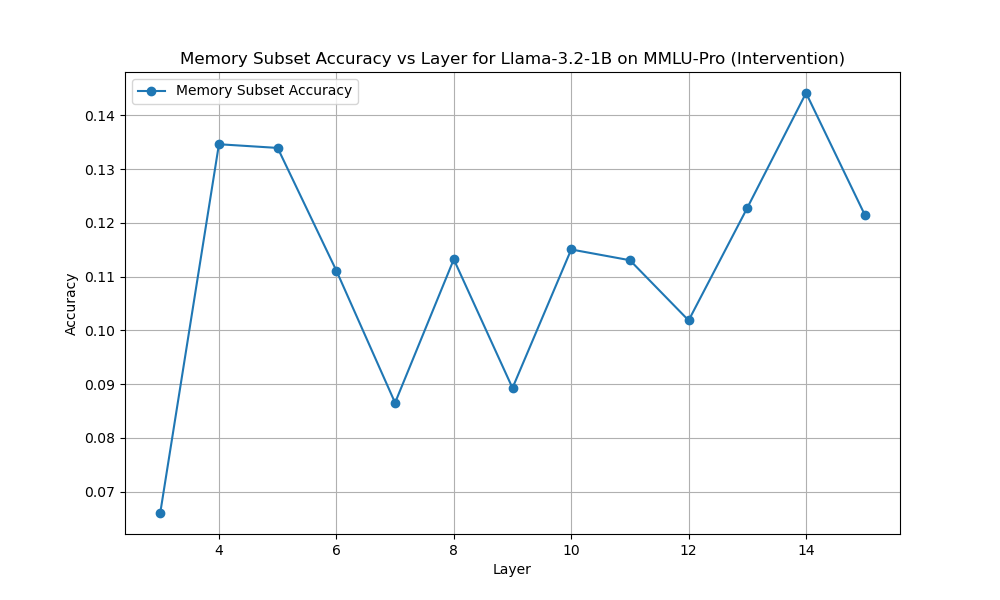 Memory Subset Accuracy vs Layer for Llama-3.2-1B on MMLU-Pro (Intervention)
Memory Subset Accuracy
Accuracy
0.14
0.13
0.12
0.11
0.10
0.09
0.08
0.07
4 6 8 10 12 14
Layer